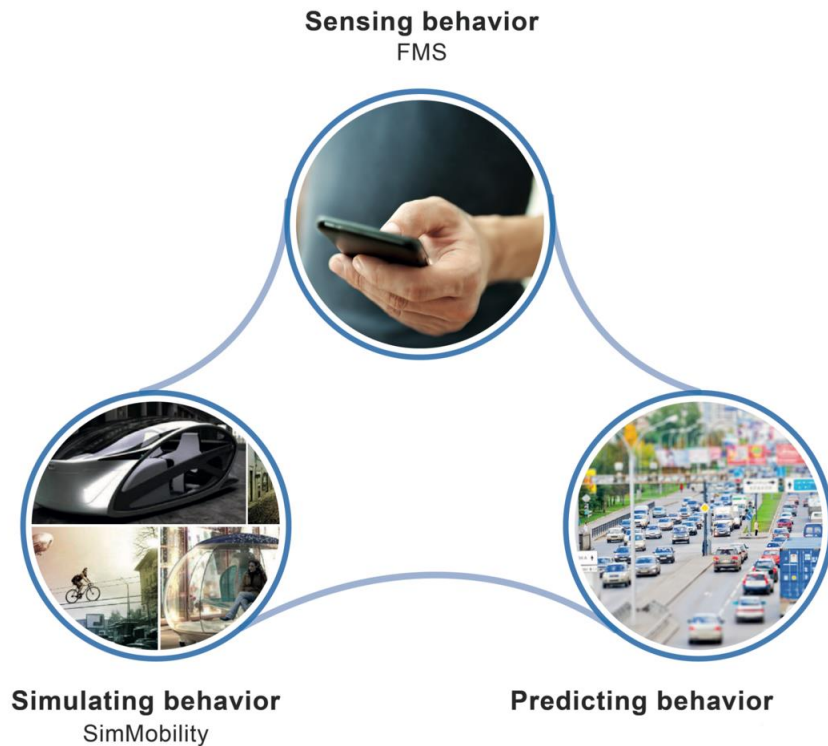 Sensing behavior
FMS
Simulating behavior
SimMobility
Predicting behavior